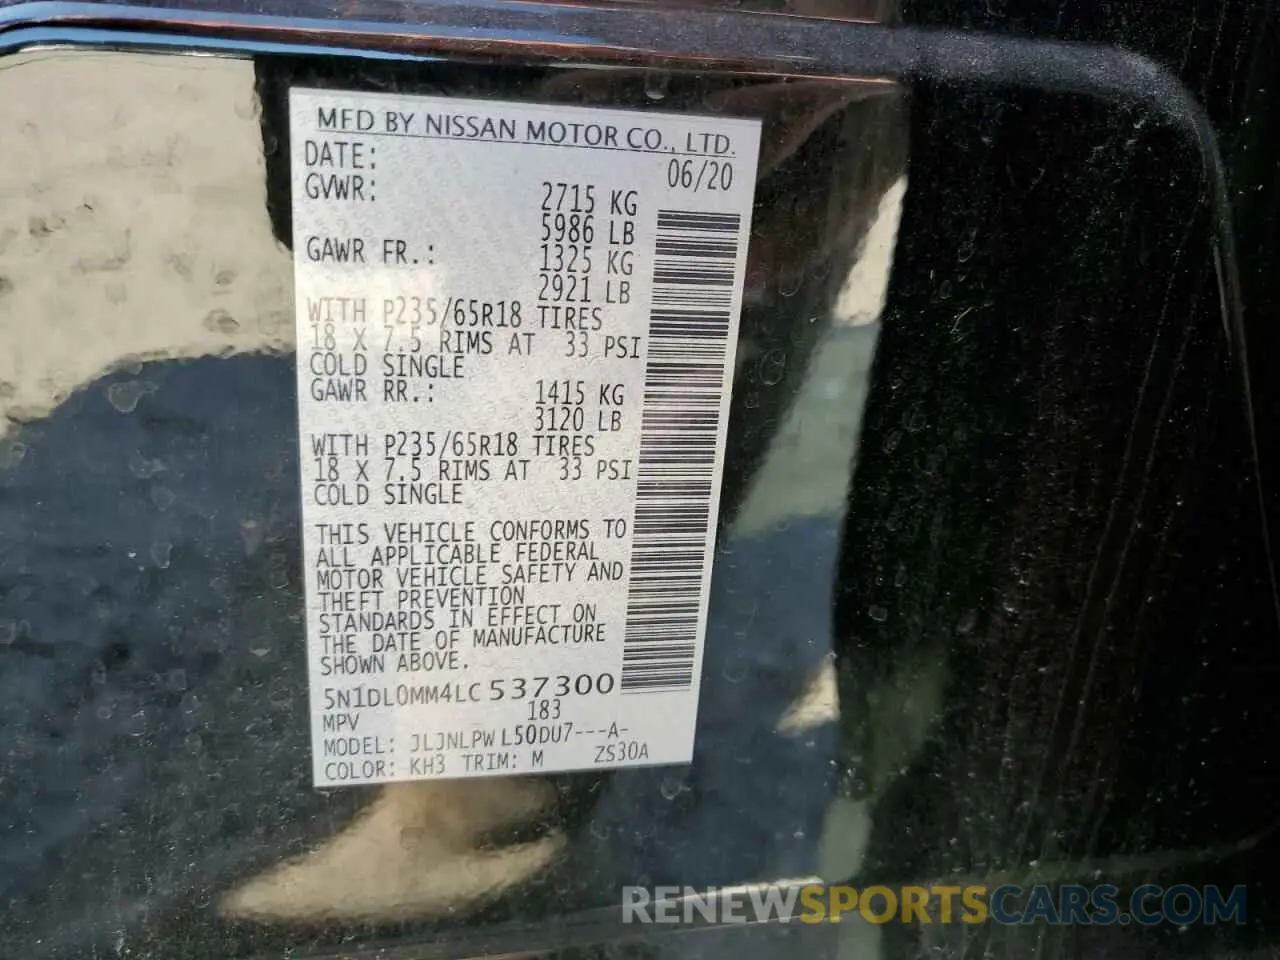 MFD BY NISSAN MOTOR CO., LTD.
DATE: 06/20
GVWR: 2715 KG
5986 LB
GAWR FR.: 1325 KG
2921 LB
WITH P235/65R18 TIRES
18 X 7.5 RIMS AT 33 PSI
COLD SINGLE
GAWR RR.: 1415 KG
3120 LB
WITH P235/65R18 TIRES
18 X 7.5 RIMS AT 33 PSI
COLD SINGLE
THIS VEHICLE CONFORMS TO
ALL APPLICABLE FEDERAL
MOTOR VEHICLE SAFETY AND
THEFT PREVENTION
STANDARDS IN EFFECT ON
THE DATE OF MANUFACTURE
SHOWN ABOVE.
5N1DL0MM4LC537300
MPV 183
MODEL: JLJNLPW L50DU7---A-
COLOR: KH3 TRIM: M ZS30A
RENEWSPORTSCARS.COM